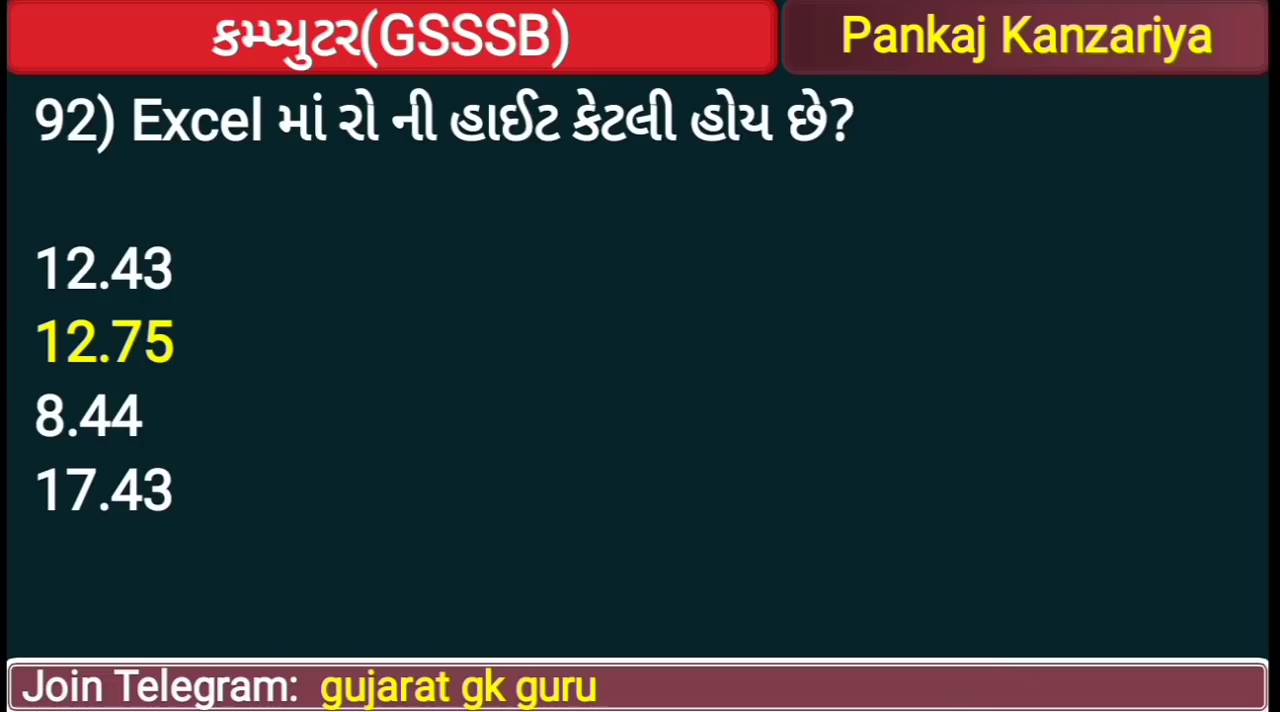 કમ્પ્યુટર(GSSSB)
Pankaj Kanzariya
92) Excel માં રો ની હાઈટ કેટલી હોય છે?
12.43
12.75
8.44
17.43
Join Telegram: gujarat gk guru